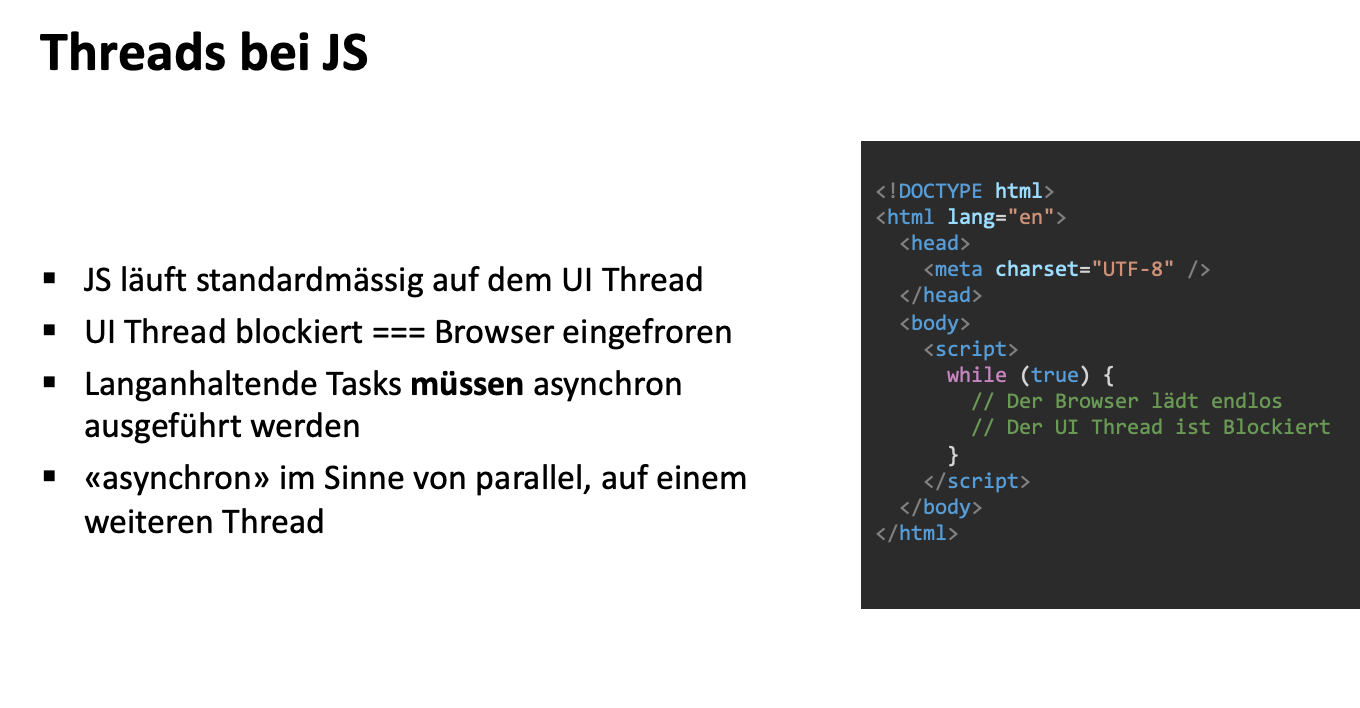 Threads bei JS
▪ JS läuft standardmässig auf dem UI Thread
▪ UI Thread blockiert === Browser eingefroren
▪ Langanhaltende Tasks müssen asynchron
ausgeführt werden
▪ «asynchron» im Sinne von parallel, auf einem
weiteren Thread
<!DOCTYPE html>
<html lang="en">
  <head>
    <meta charset="UTF-8" />
  </head>
  <body>
    <script>
      while (true) {
        // Der Browser lädt endlos
        // Der UI Thread ist Blockiert
      }
    </script>
  </body>
</html>